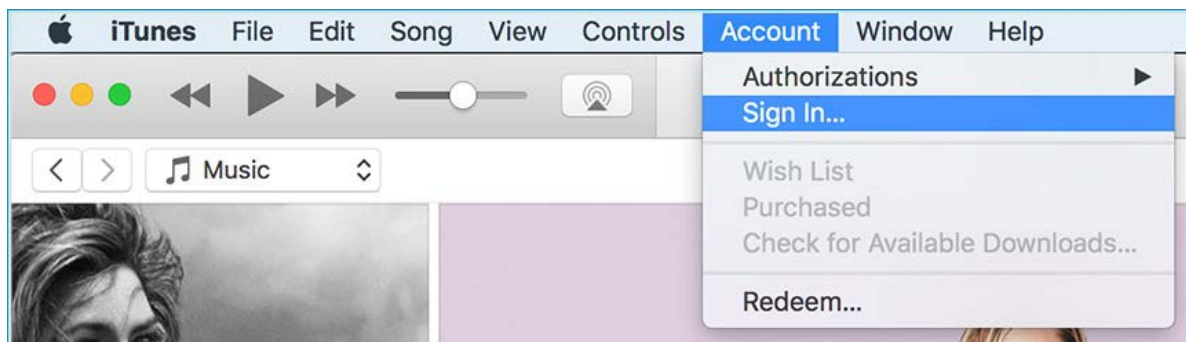 iTunes File Edit Song View Controls Account Window Help
Authorizations
Sign In...
Music
Wish List
Purchased
Check for Available Downloads...
Redeem...